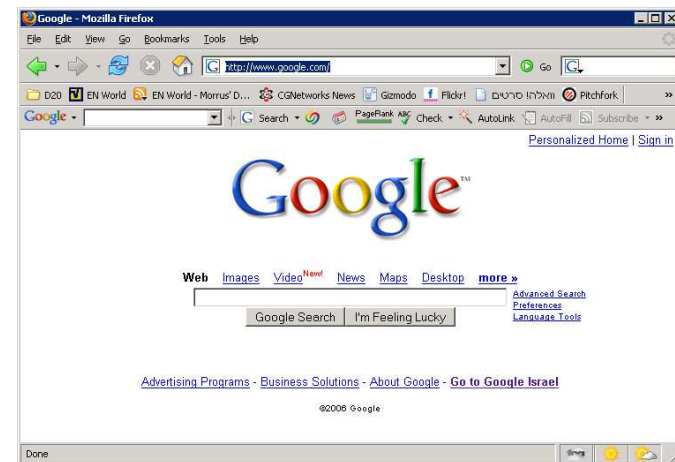 Google - Mozilla Firefox
File Edit View Go Bookmarks Tools Help
http://www.google.com/ Go G
D20 EN World EN World - Morrus' D... CGNetworks News Gizmodo Flickr! וואלה! סרטים Pitchfork »
Google Search PageRank ABC Check AutoLink AutoFill Subscribe »
Personalized Home | Sign in
Google™
Web Images Video New! News Maps Desktop more »
Advanced Search
Preferences
Language Tools
Google Search I'm Feeling Lucky
Advertising Programs - Business Solutions - About Google - Go to Google Israel
©2006 Google
Done